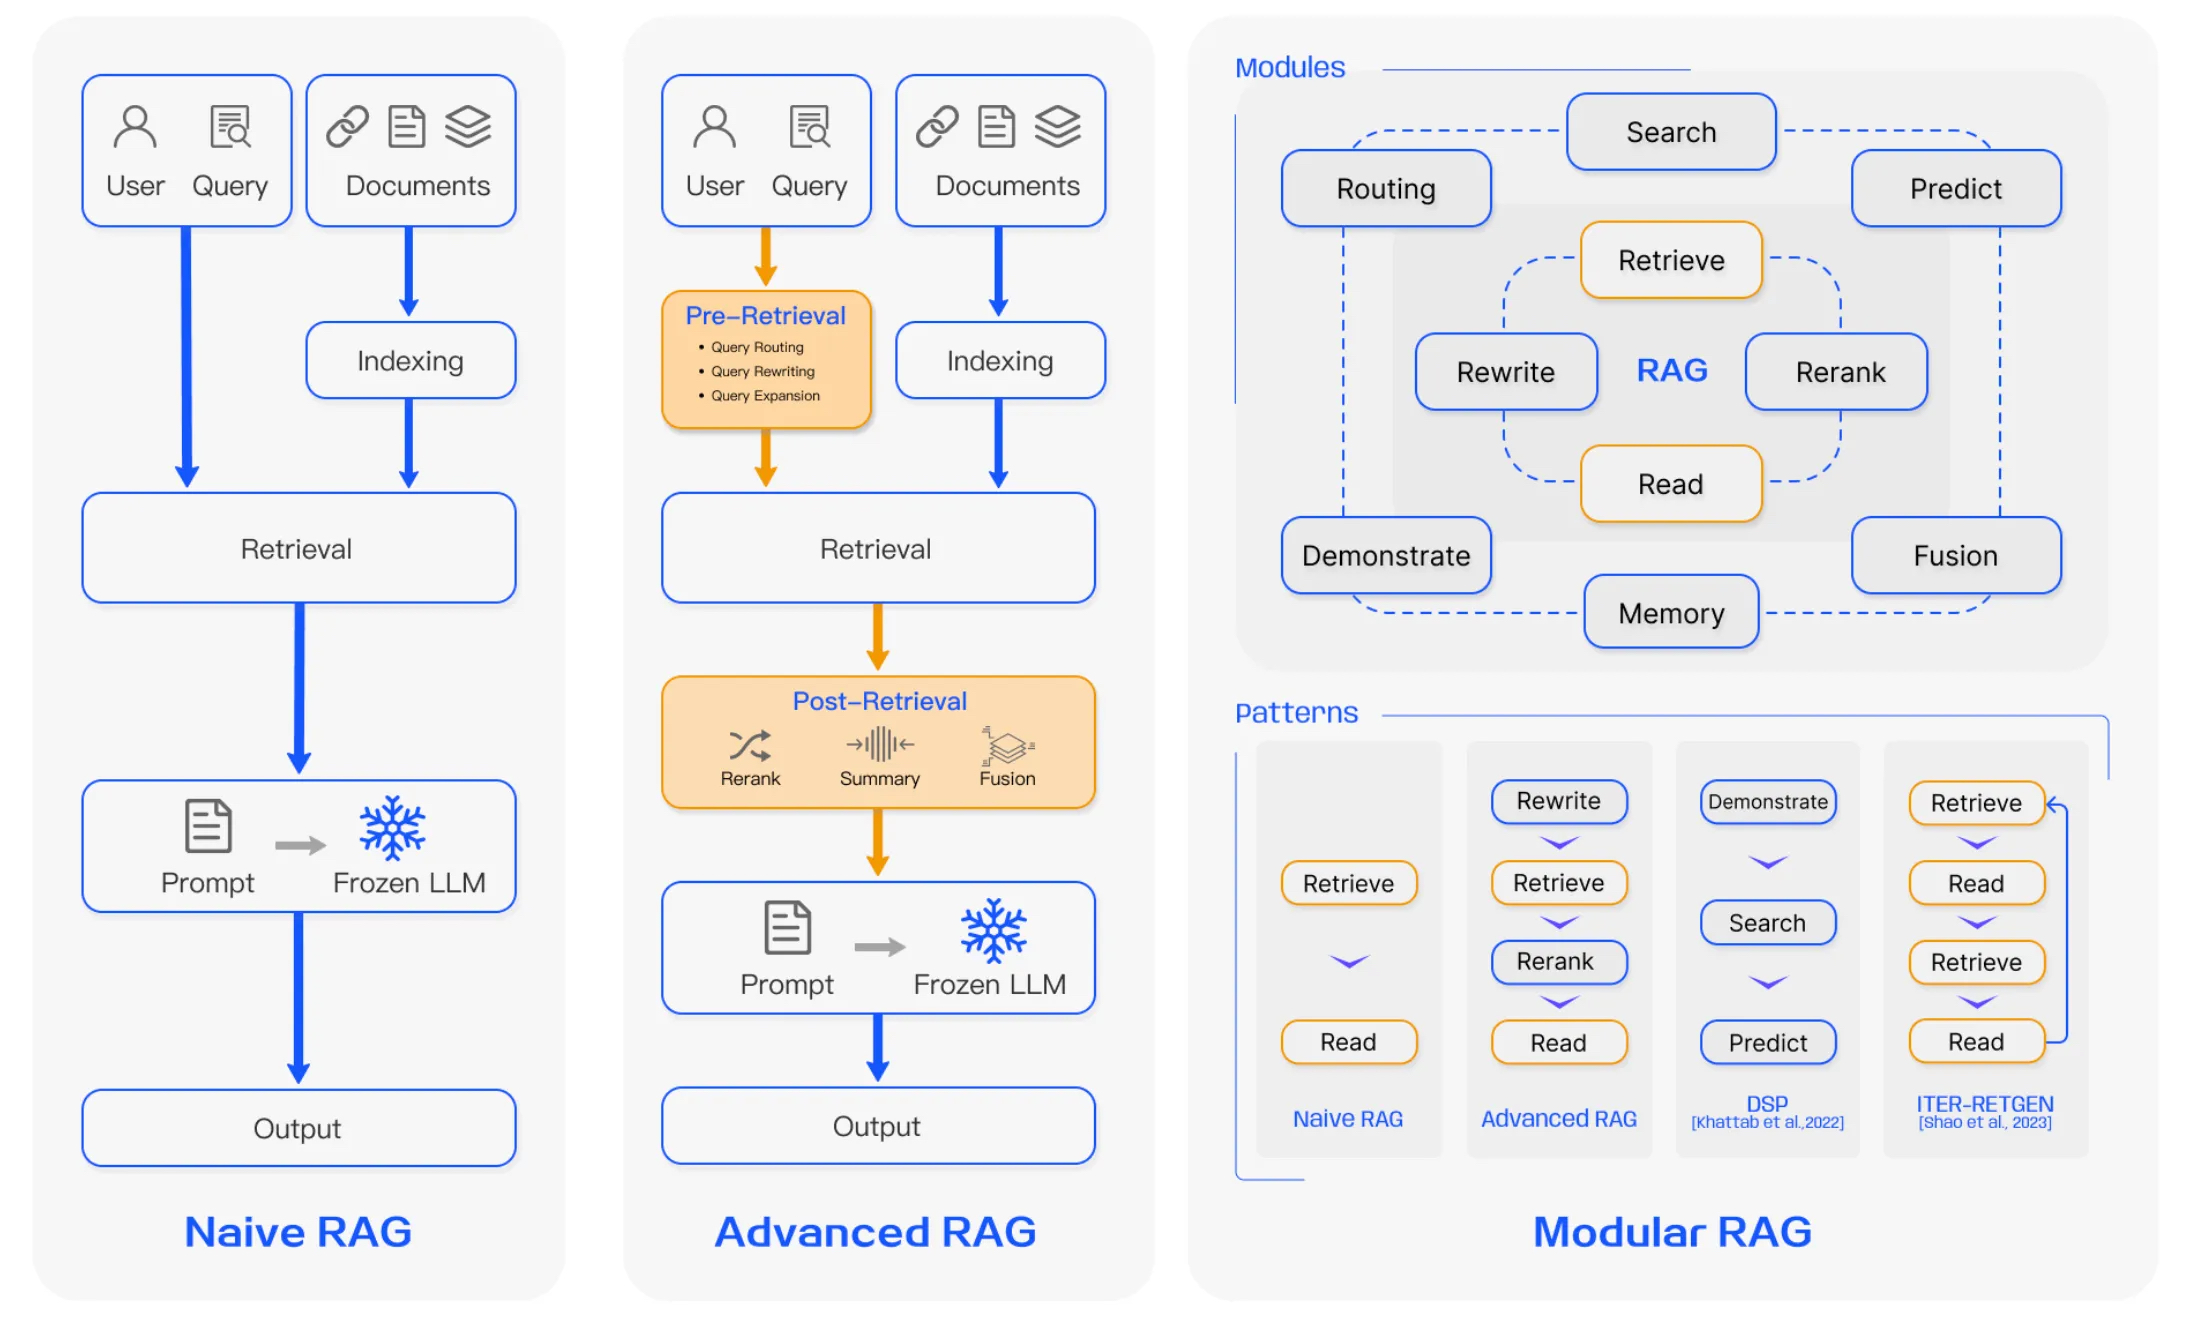 User Query
Documents
Indexing
Retrieval
Prompt
Frozen LLM
Output
Naive RAG
User Query
Documents
Pre-Retrieval
• Query Routing
• Query Rewriting
• Query Expansion
Indexing
Retrieval
Post-Retrieval
Rerank
Summary
Fusion
Prompt
Frozen LLM
Output
Advanced RAG
Modules
Search
Routing
Predict
Retrieve
Rewrite
RAG
Rerank
Read
Demonstrate
Fusion
Memory
Patterns
Retrieve
Read
Naive RAG
Rewrite
Retrieve
Rerank
Read
Advanced RAG
Demonstrate
Search
Predict
DSP
[Khattab et al.,2022]
Retrieve
Read
Retrieve
Read
ITER-RETGEN
[Shao et al., 2023]
Modular RAG